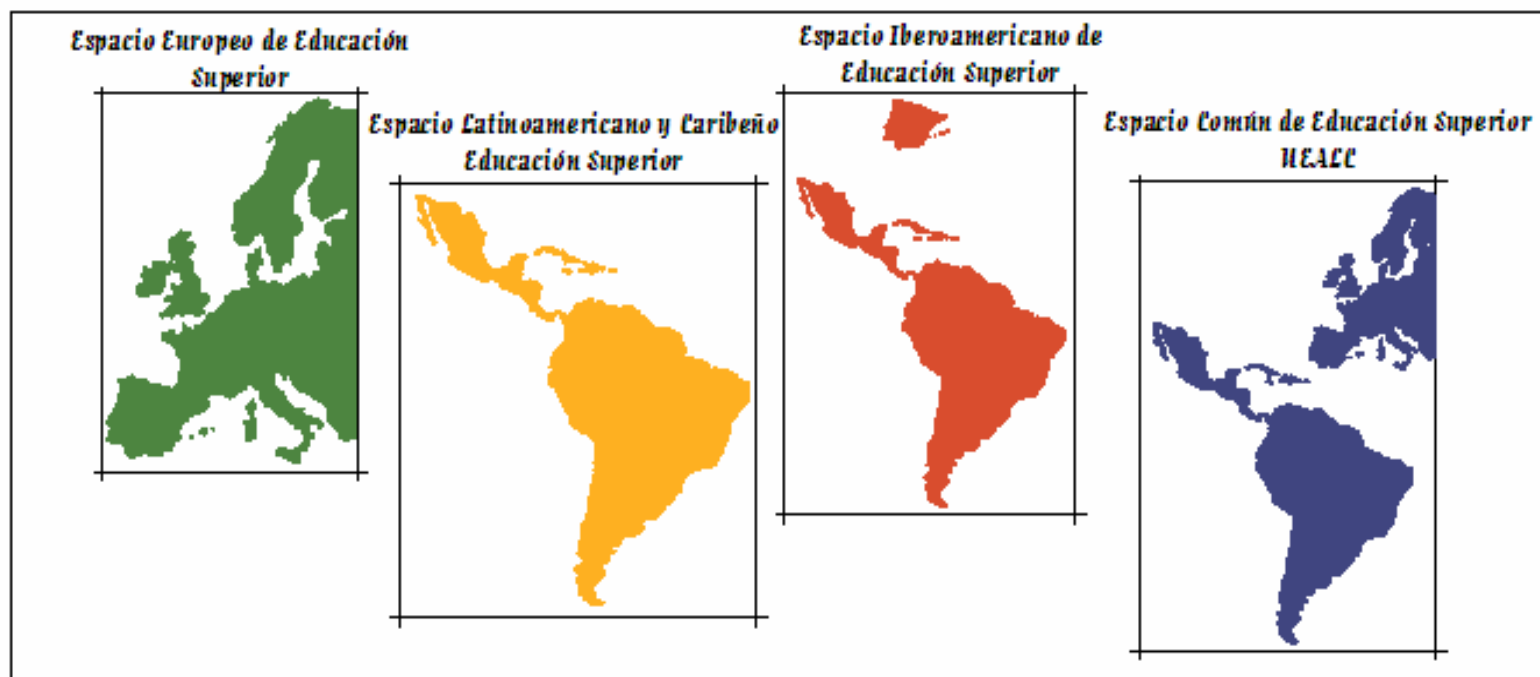 Espacio Europeo de Educación
Superior
Espacio Latinoamericano y Caribeño
Educación Superior
Espacio Iberoamericano de
Educación Superior
Espacio Común de Educación Superior
UEALC